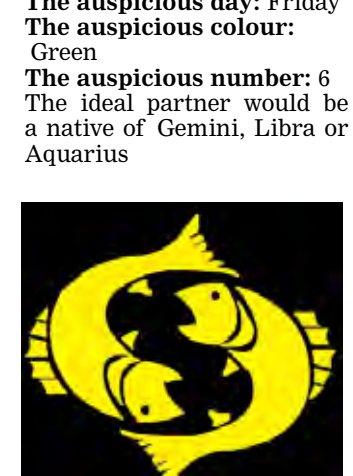 The auspicious day: Friday
The auspicious colour:
Green
The auspicious number: 6
The ideal partner would be
a native of Gemini, Libra or
Aquarius